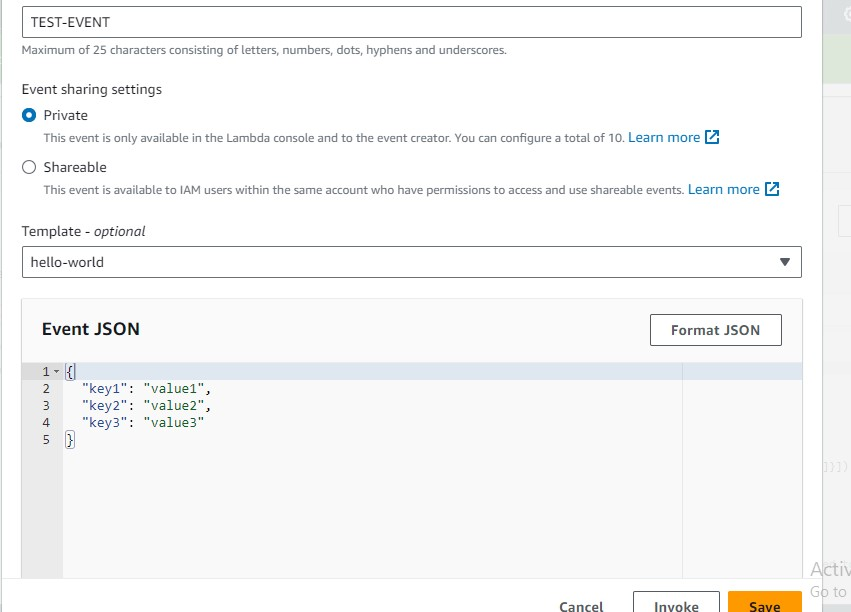 TEST-EVENT
Maximum of 25 characters consisting of letters, numbers, dots, hyphens and underscores.
Event sharing settings
Private
This event is only available in the Lambda console and to the event creator. You can configure a total of 10. Learn more
Shareable
This event is available to IAM users within the same account who have permissions to access and use shareable events. Learn more
Template - optional
hello-world
Event JSON
Format JSON
1 {
2 "key1": "value1",
3 "key2": "value2",
4 "key3": "value3"
5 }
Cancel Invoke Save
Go to